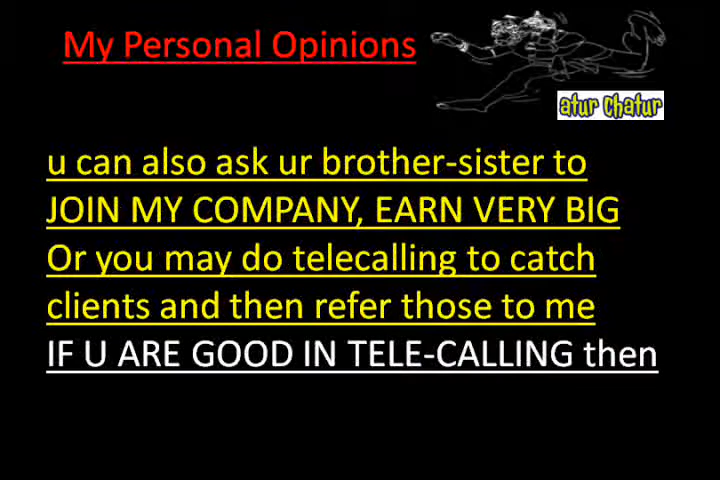 My Personal Opinions
atur chatur
u can also ask ur brother-sister to
JOIN MY COMPANY, EARN VERY BIG
Or you may do telecalling to catch
clients and then refer those to me
IF U ARE GOOD IN TELE-CALLING then